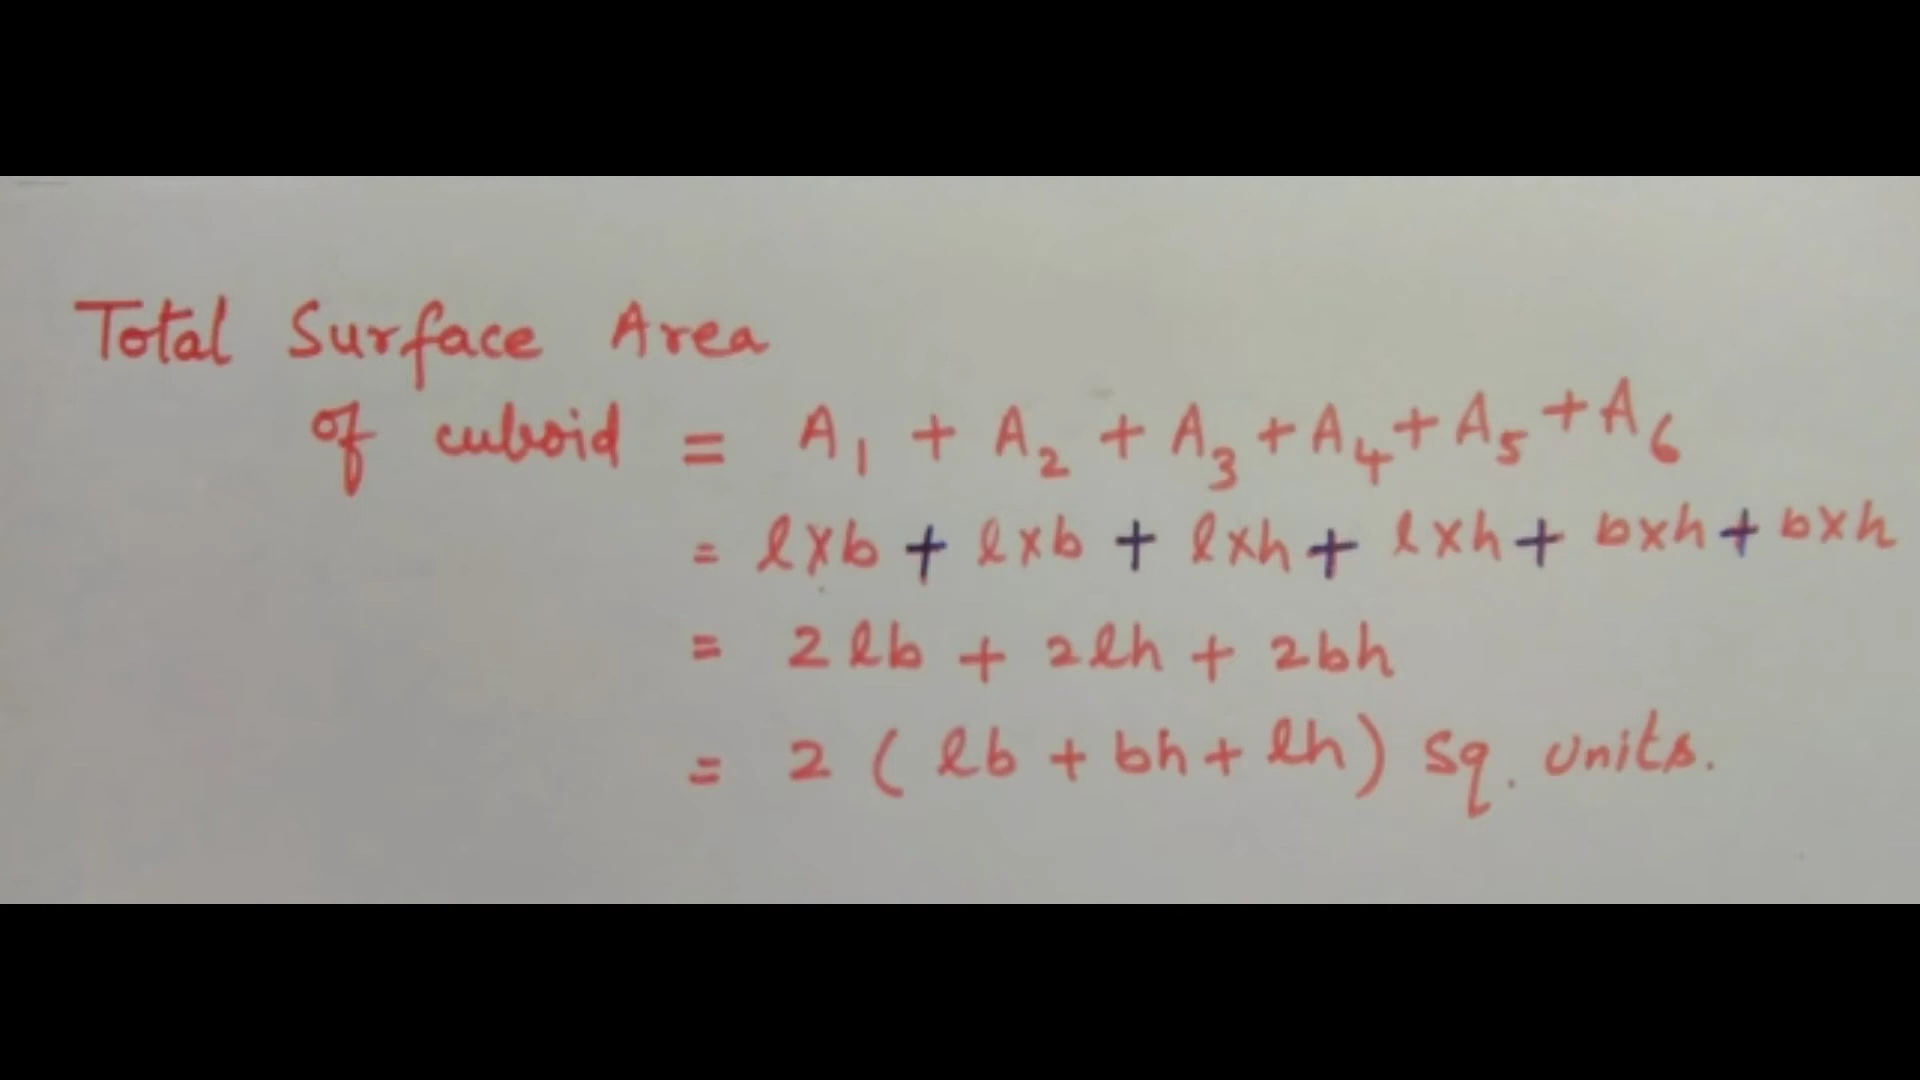 Total Surface Area
of cuboid = A₁ + A₂ + A₃ + A₄ + A₅ + A₆
= l×b + l×b + l×h + l×h + b×h + b×h
= 2lb + 2lh + 2bh
= 2 ( lb + bh + lh ) Sq. units.